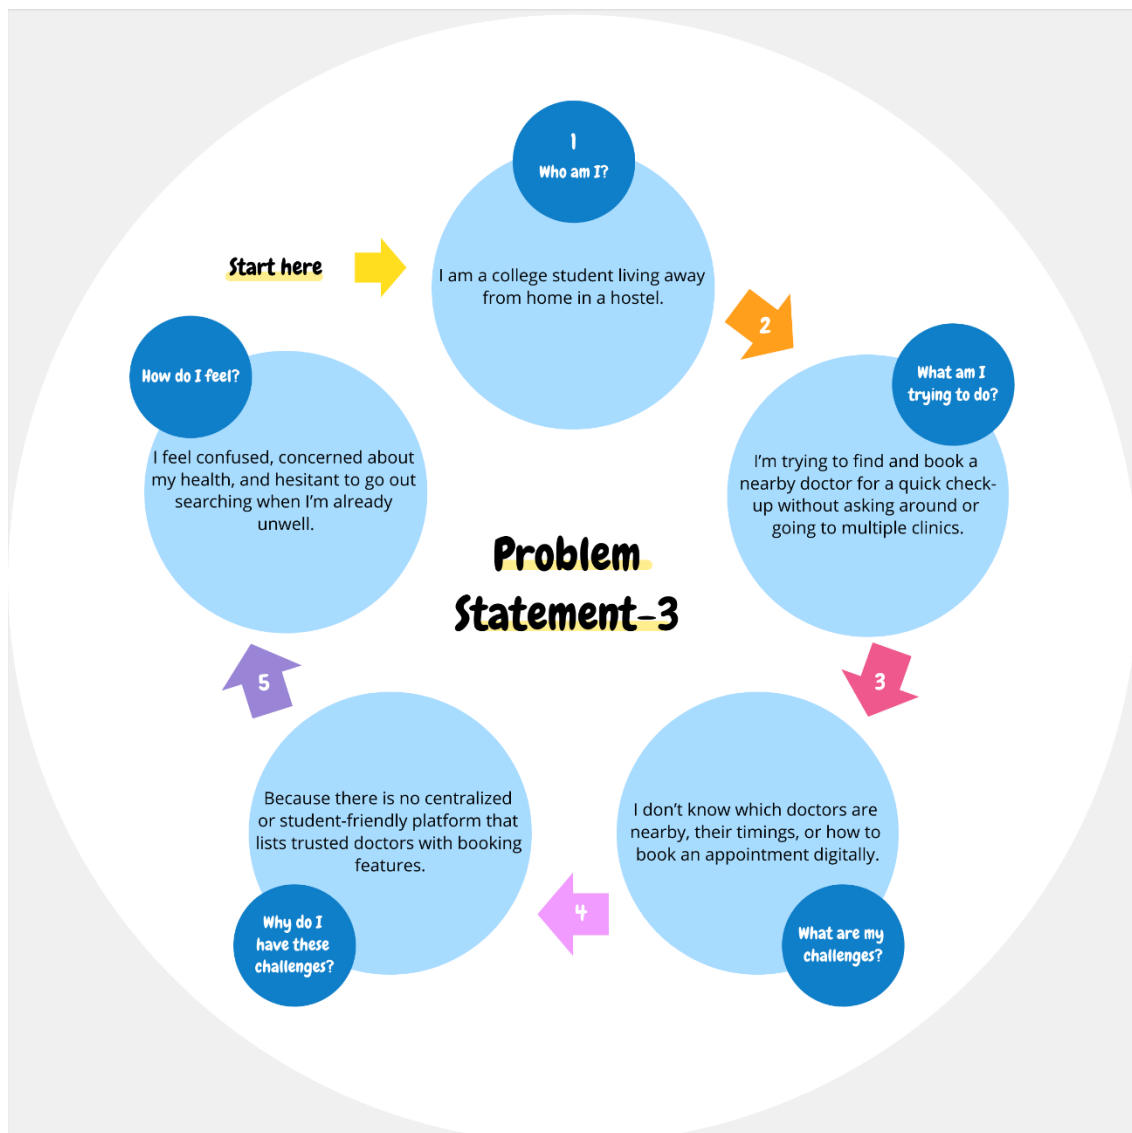 Start here
1
Who am I?
I am a college student living away
from home in a hostel.
2
What am I
trying to do?
I’m trying to find and book a
nearby doctor for a quick check-
up without asking around or
going to multiple clinics.
3
What are my
challenges?
I don’t know which doctors are
nearby, their timings, or how to
book an appointment digitally.
4
Why do I
have these
challenges?
Because there is no centralized
or student-friendly platform that
lists trusted doctors with booking
features.
5
How do I feel?
I feel confused, concerned about
my health, and hesitant to go out
searching when I’m already
unwell.
Problem
Statement-3